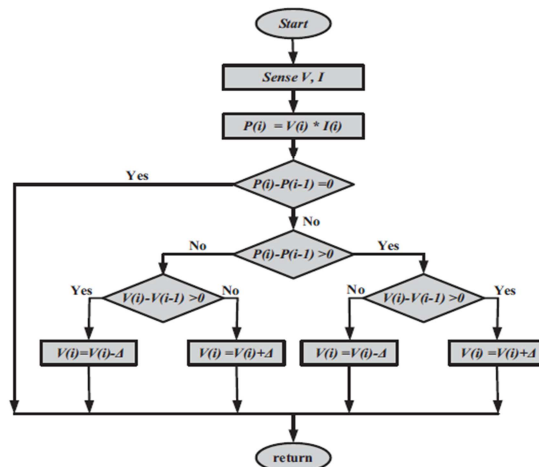 Start
Sense V, I
P(i) = V(i) * I(i)
Yes
P(i)-P(i-1) =0
No
No
P(i)-P(i-1) >0
Yes
Yes
V(i)-V(i-1) >0
No
No
V(i)-V(i-1) >0
Yes
V(i)=V(i)-Δ
V(i) =V(i)+Δ
V(i) =V(i)-Δ
V(i) =V(i)+Δ
return